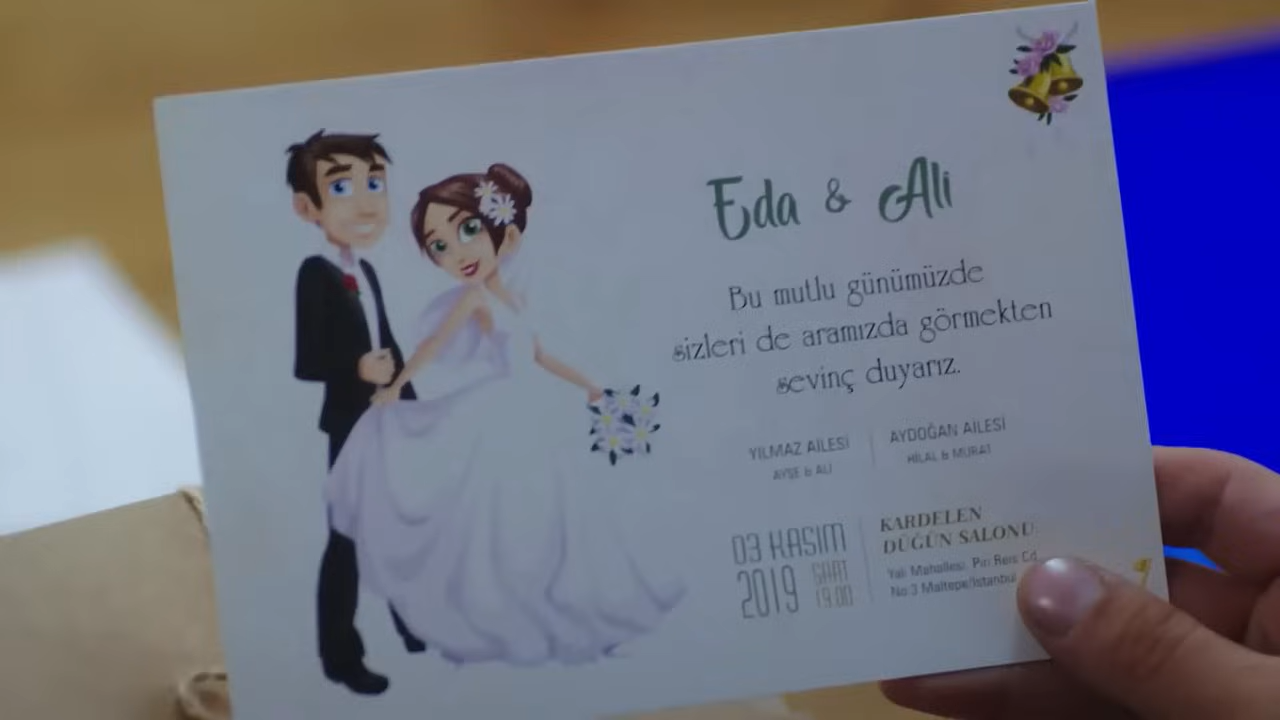 Eda & Ali
Bu mutlu günümüzde
sizleri de aramızda görmekten
sevinç duyarız.
YILMAZ AİLESİ
AYŞE & ALİ
AYDOĞAN AİLESİ
HİLAL & MURAT
03 KASIM
2019 SAAT
19:00
KARDELEN
DÜĞÜN SALONU
Yalı Mahallesi, Piri Reis Cd.
No:3 Maltepe/İstanbul